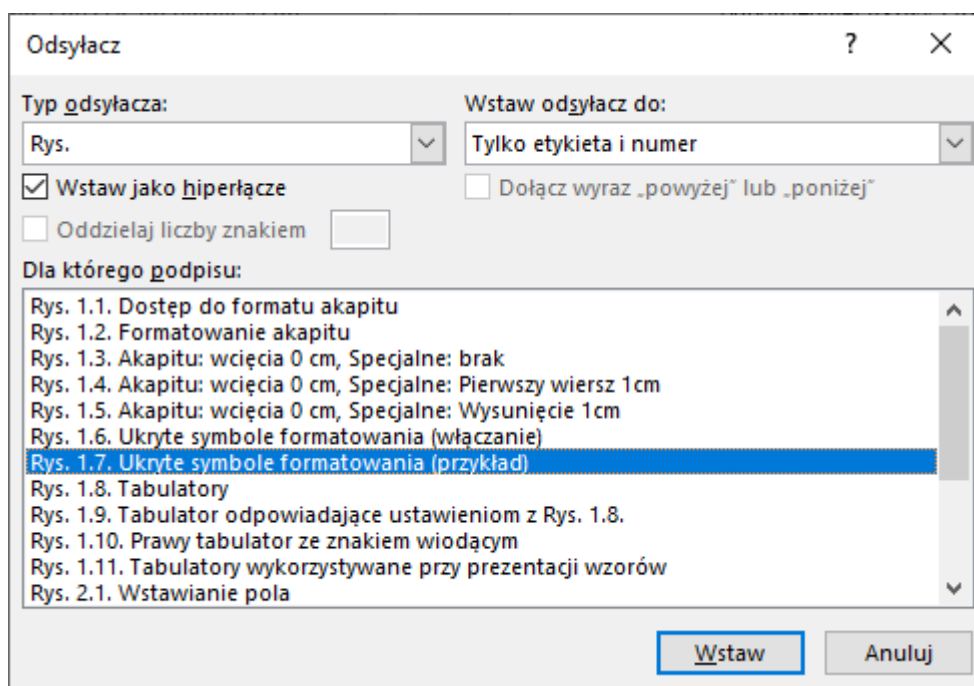 Odsyłacz ? ×
Typ odsyłacza: Wstaw odsyłacz do:
Rys. Tylko etykieta i numer
Wstaw jako hiperłącze Dołącz wyraz „powyżej” lub „poniżej”
Oddzielaj liczby znakiem
Dla którego podpisu:
Rys. 1.1. Dostęp do formatu akapitu
Rys. 1.2. Formatowanie akapitu
Rys. 1.3. Akapitu: wcięcia 0 cm, Specjalne: brak
Rys. 1.4. Akapitu: wcięcia 0 cm, Specjalne: Pierwszy wiersz 1cm
Rys. 1.5. Akapitu: wcięcia 0 cm, Specjalne: Wysunięcie 1cm
Rys. 1.6. Ukryte symbole formatowania (włączanie)
Rys. 1.7. Ukryte symbole formatowania (przykład)
Rys. 1.8. Tabulatory
Rys. 1.9. Tabulator odpowiadające ustawieniom z Rys. 1.8.
Rys. 1.10. Prawy tabulator ze znakiem wiodącym
Rys. 1.11. Tabulatory wykorzystywane przy prezentacji wzorów
Rys. 2.1. Wstawianie pola
Wstaw Anuluj